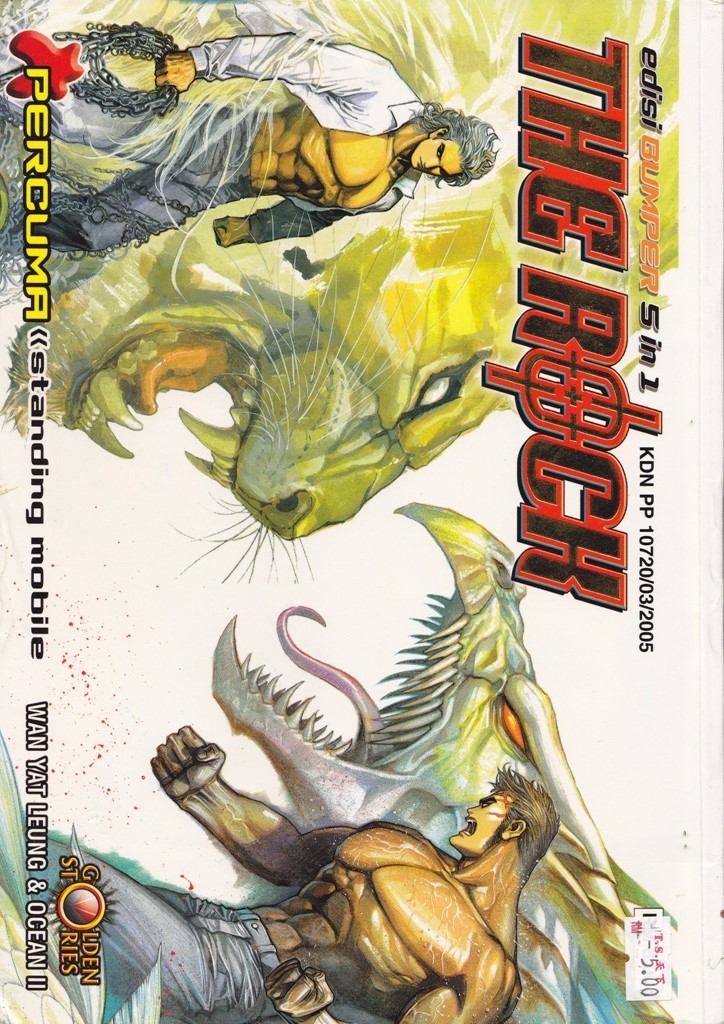 edisi BUMPER 5 in 1
THE ROCK
KDN PP 10720/03/2005
PERCUMA «standing mobile
WAN YAT LEUNG & OCEAN II
GOLDEN
STORIES
5.00